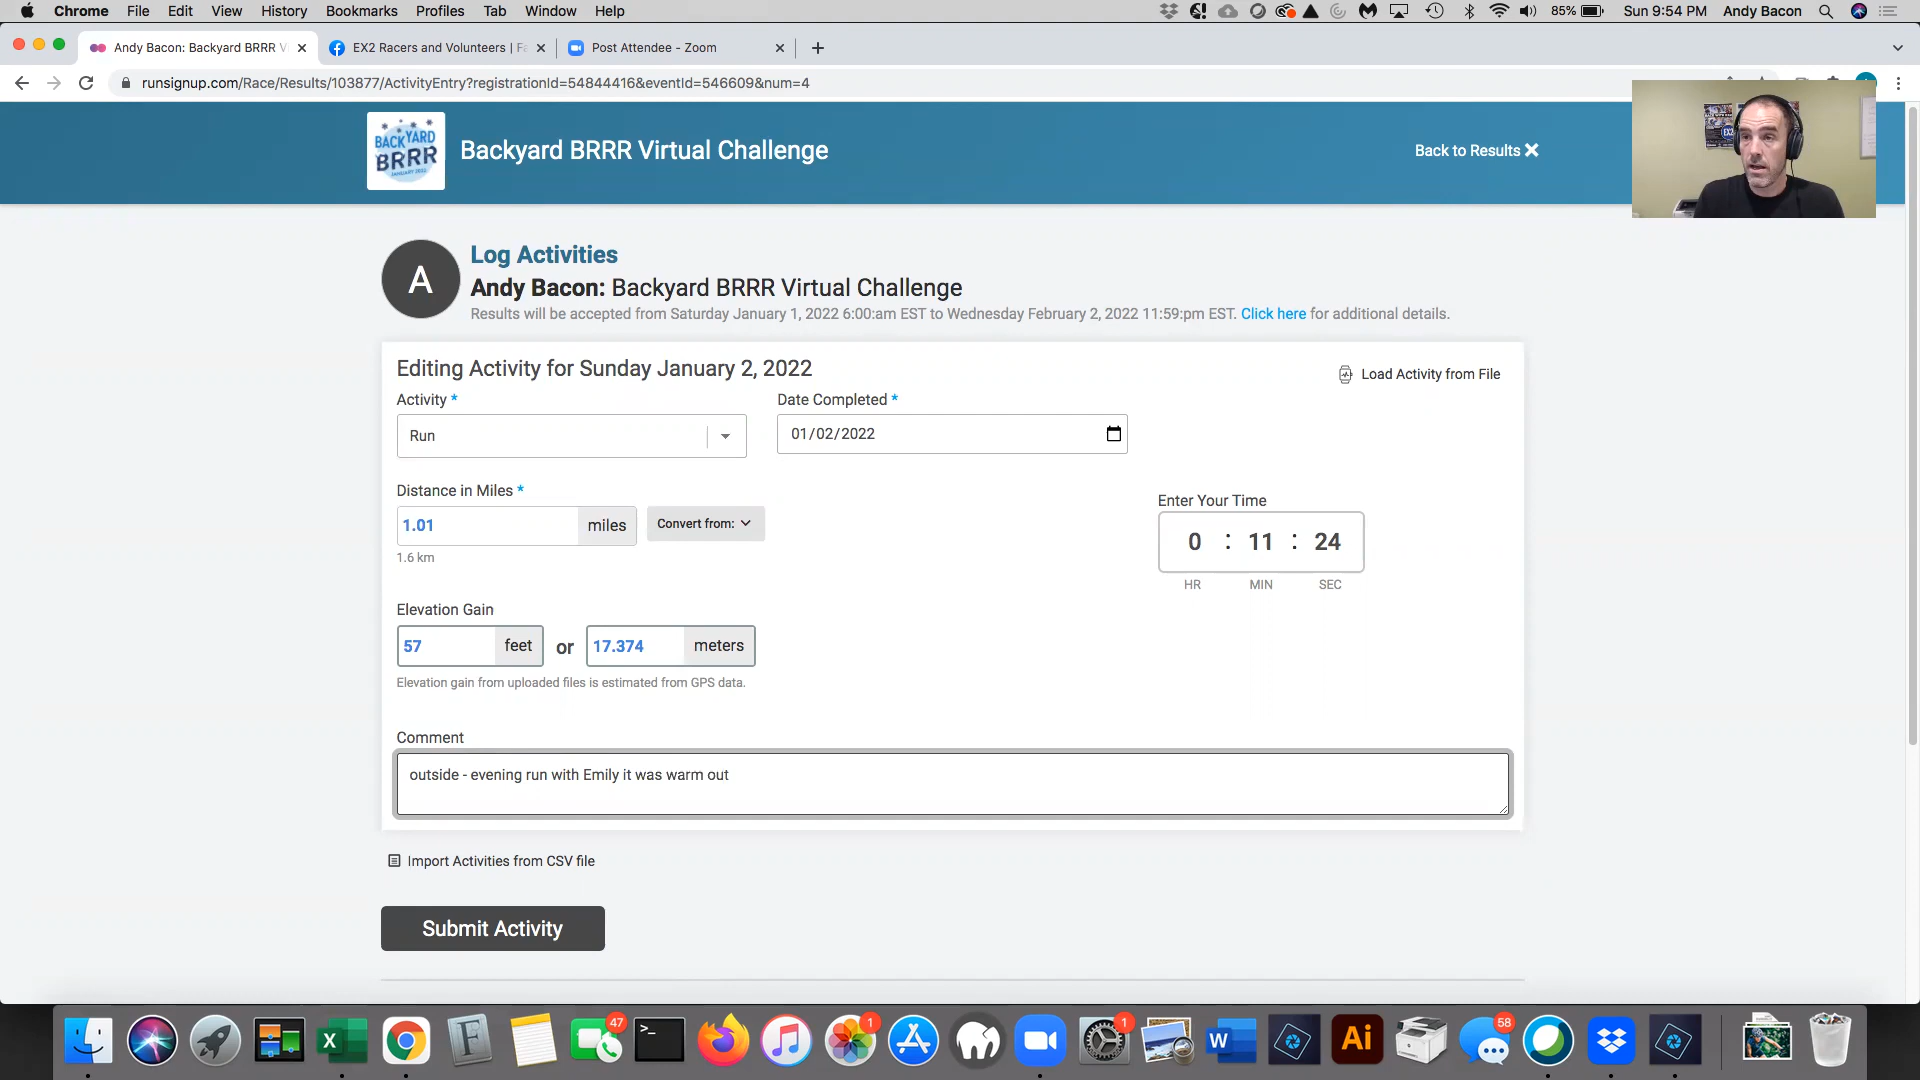 Chrome File Edit View History Bookmarks Profiles Tab Window Help 85% Sun 9:54 PM Andy Bacon
Andy Bacon: Backyard BRRR V
EX2 Racers and Volunteers | Fa
Post Attendee - Zoom
runsignup.com/Race/Results/103877/ActivityEntry?registrationId=54844416&eventId=546609&num=4
BACKYARD
BRRR
JANUARY 2022
Backyard BRRR Virtual Challenge
Back to Results
EX2
A
Log Activities
Andy Bacon: Backyard BRRR Virtual Challenge
Results will be accepted from Saturday January 1, 2022 6:00:am EST to Wednesday February 2, 2022 11:59:pm EST. Click here for additional details.
Editing Activity for Sunday January 2, 2022
Load Activity from File
Activity *
Date Completed *
Run
01/02/2022
Distance in Miles *
Enter Your Time
1.01 miles
Convert from:
0 : 11 : 24
1.6 km
HR MIN SEC
Elevation Gain
57 feet or 17.374 meters
Elevation gain from uploaded files is estimated from GPS data.
Comment
outside - evening run with Emily it was warm out
Import Activities from CSV file
Submit Activity
X
F
47
>_
1
1
W
Ai
58